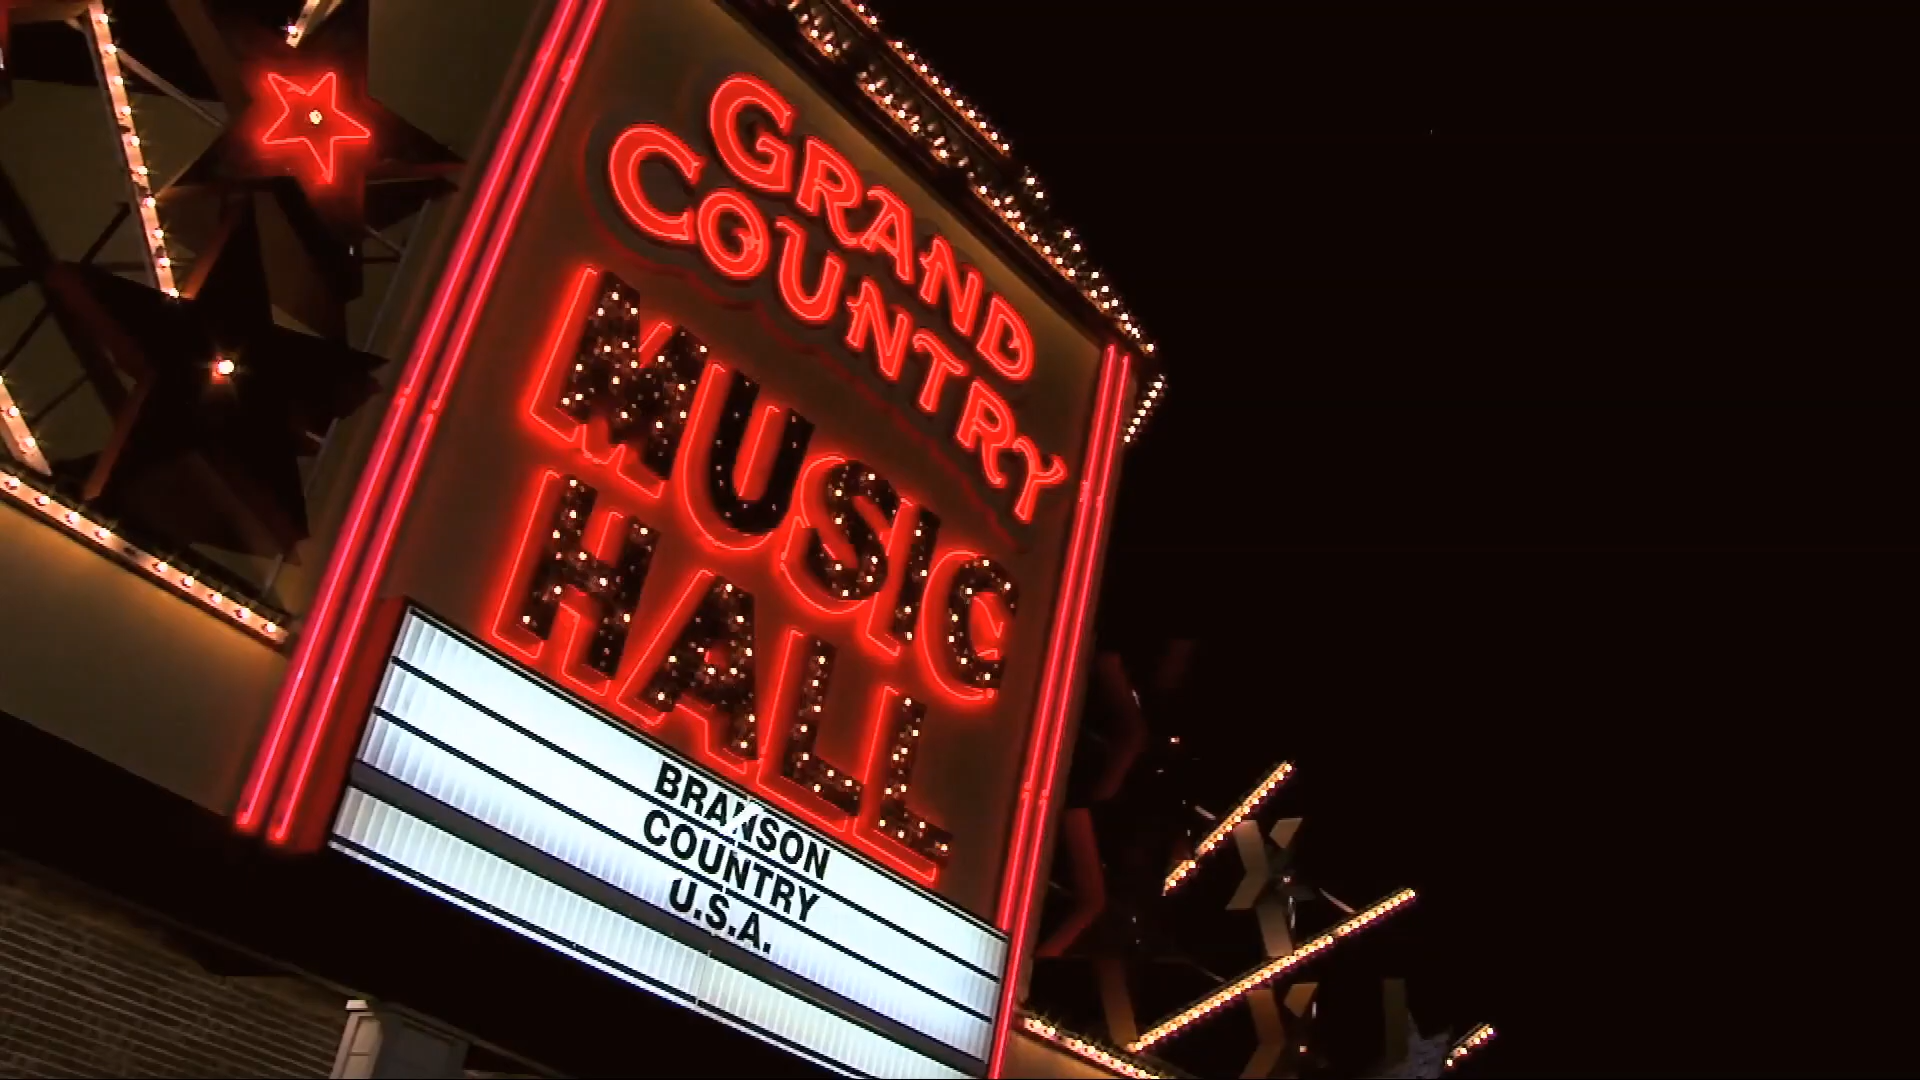 GRAND
COUNTRY
MUSIC
HALL
BRANSON
COUNTRY
U.S.A.